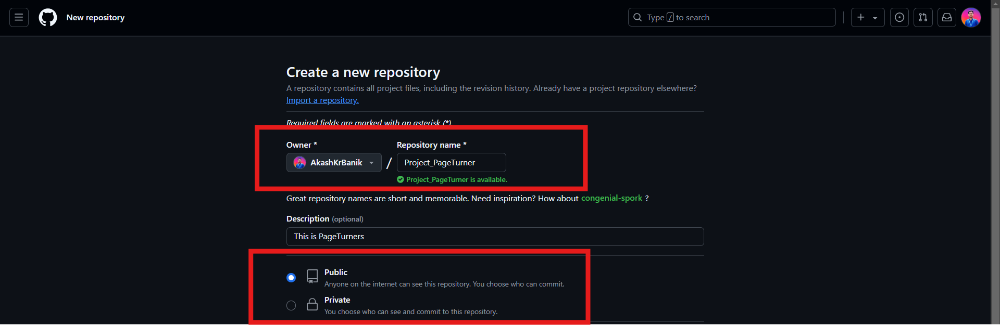 New repository
Type / to search
Create a new repository
A repository contains all project files, including the revision history. Already have a project repository elsewhere?
Import a repository.
Required fields are marked with an asterisk (*).
Owner * Repository name *
AkashKrBanik / Project_PageTurner
Project_PageTurner is available.
Great repository names are short and memorable. Need inspiration? How about congenial-spork ?
Description (optional)
This is PageTurners
Public
Anyone on the internet can see this repository. You choose who can commit.
Private
You choose who can see and commit to this repository.